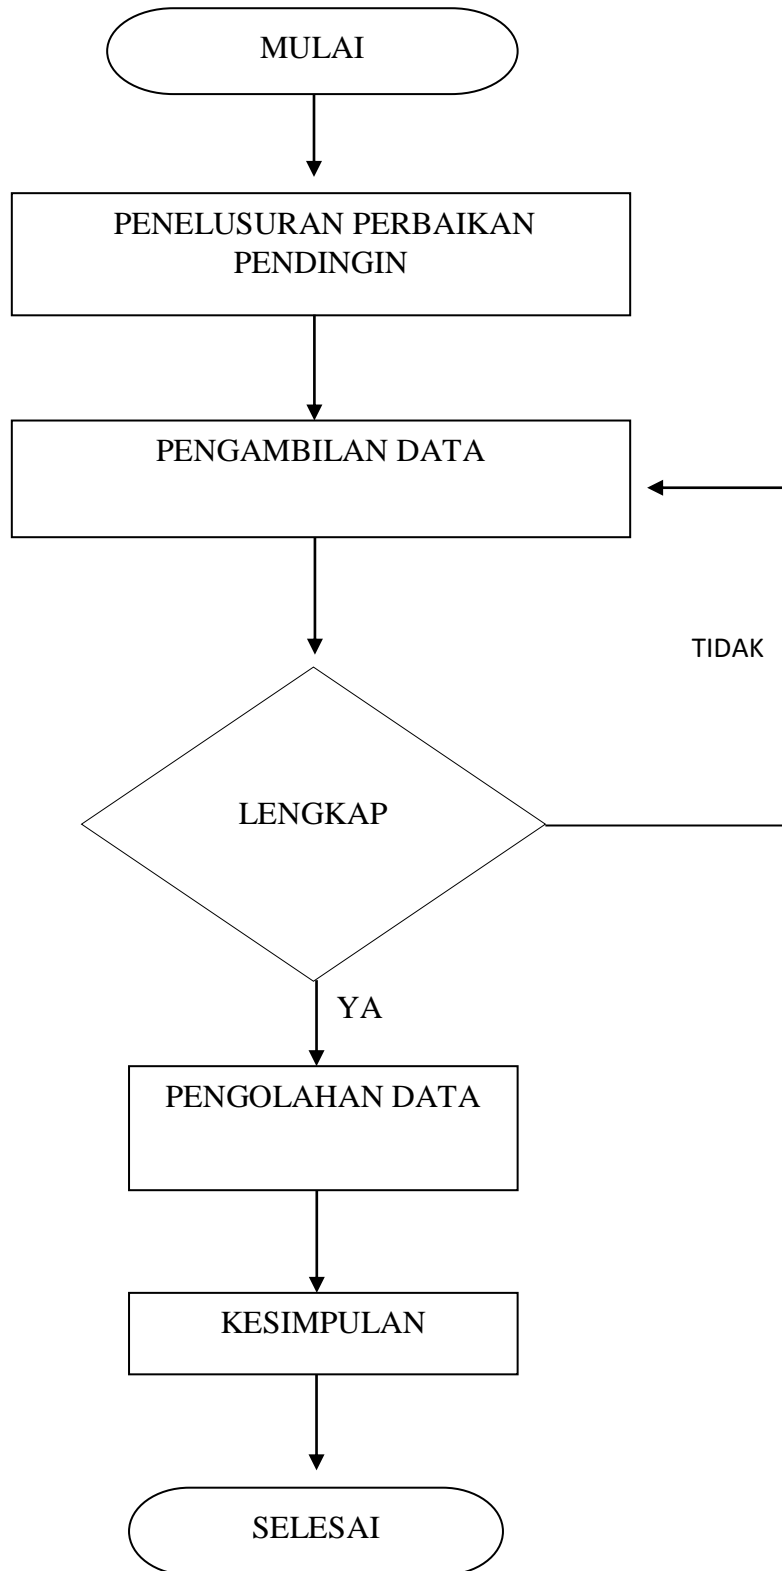 MULAI
PENELUSURAN PERBAIKAN
PENDINGIN
PENGAMBILAN DATA
TIDAK
LENGKAP
YA
PENGOLAHAN DATA
KESIMPULAN
SELESAI